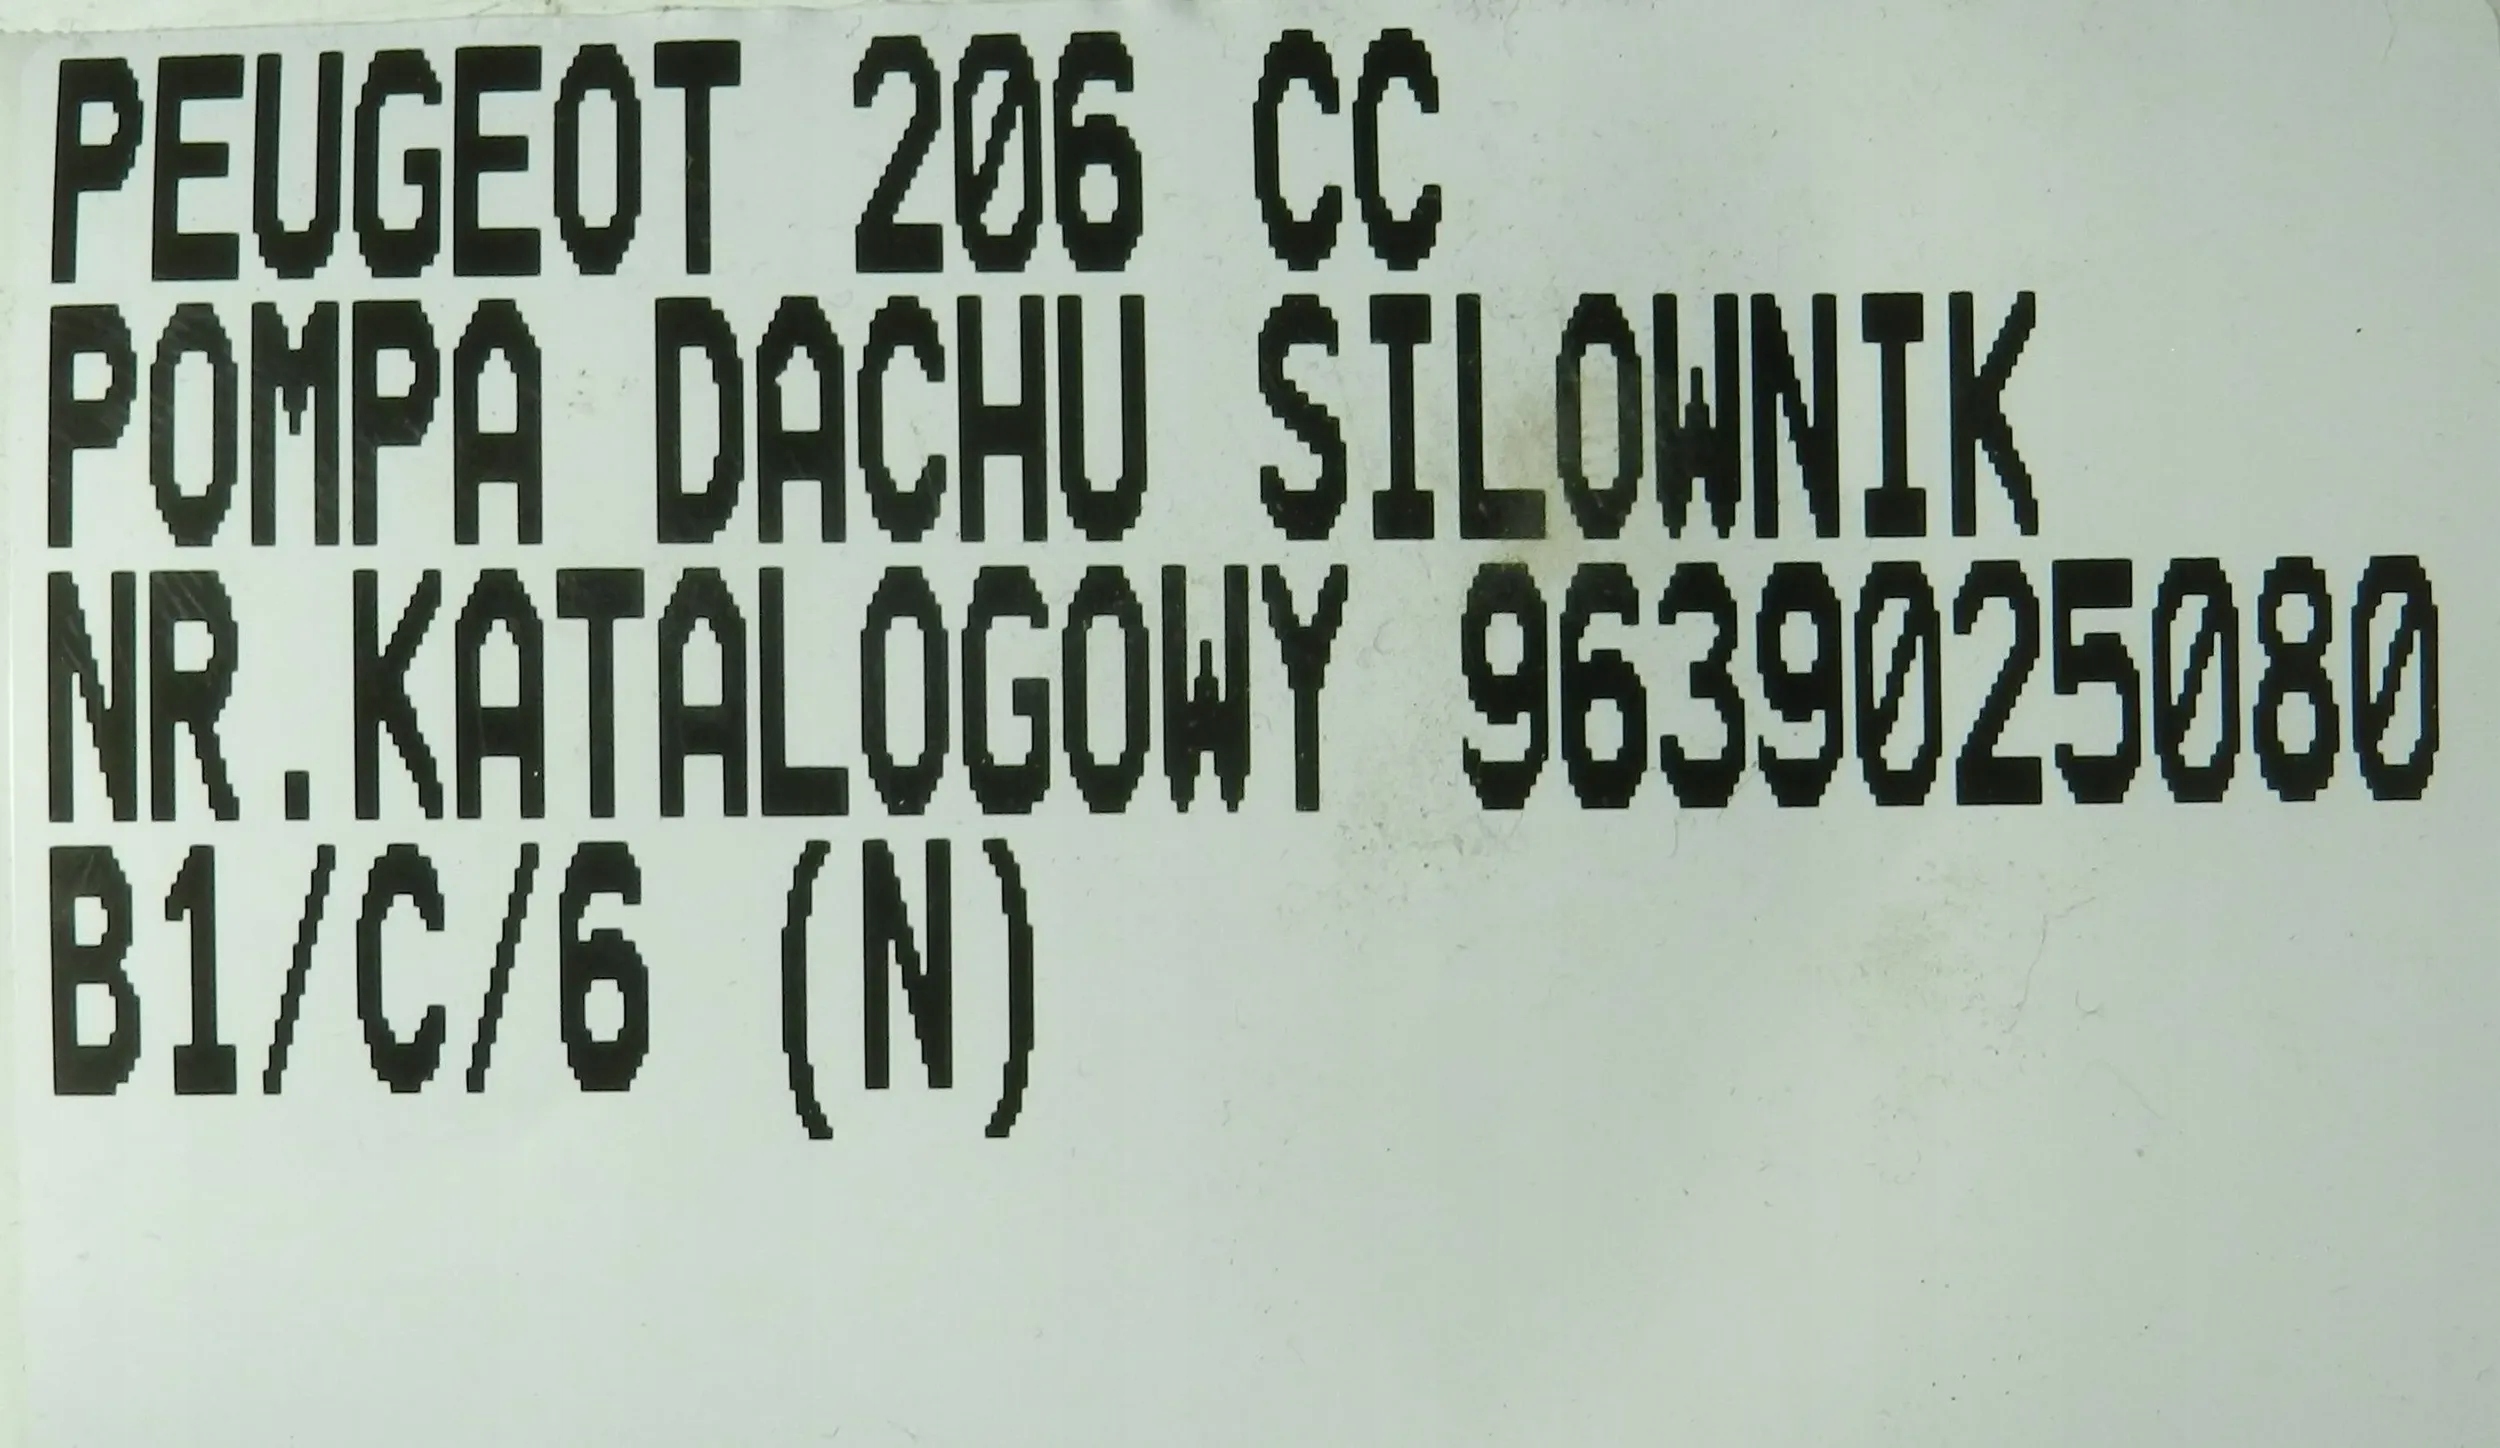 PEUGEOT 206 CC
POMPA DACHU SILOWNIK
NR.KATALOGOWY 9639025080
B1/C/6 (N)